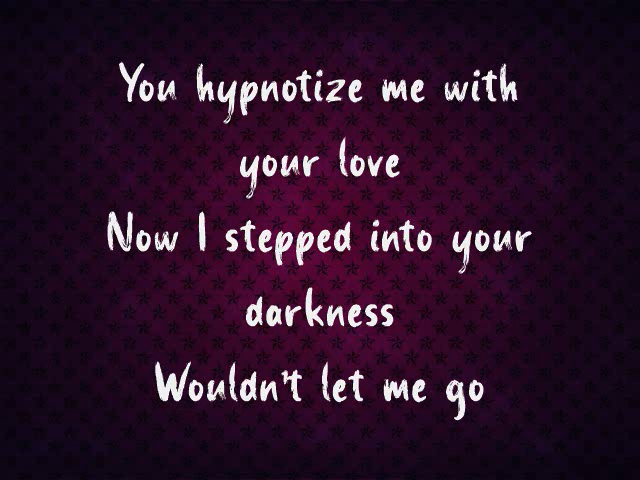 You hypnotize me with
your love
Now I stepped into your
darkness
Wouldn't let me go